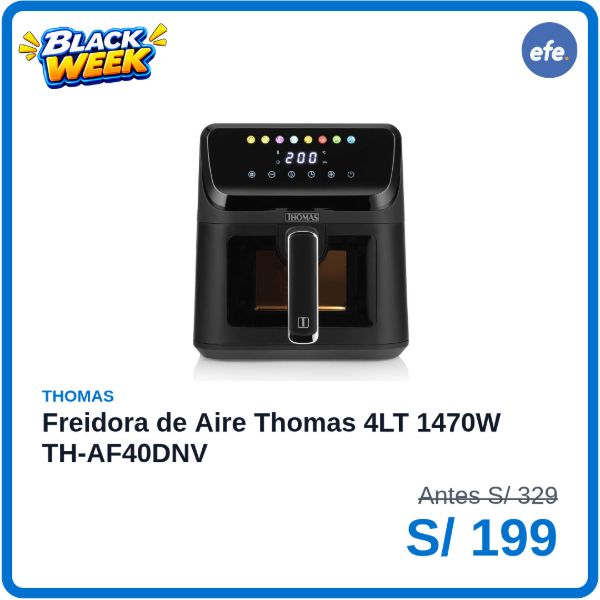 BLACK
WEEK
efe.
200
THOMAS
THOMAS
Freidora de Aire Thomas 4LT 1470W
TH-AF40DNV
Antes S/ 329
S/ 199